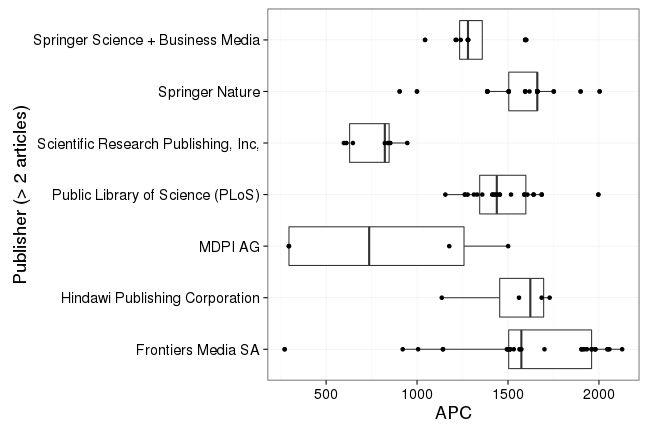 Publisher (> 2 articles)
Springer Science + Business Media
Springer Nature
Scientific Research Publishing, Inc,
Public Library of Science (PLoS)
MDPI AG
Hindawi Publishing Corporation
Frontiers Media SA
500 1000 1500 2000
APC